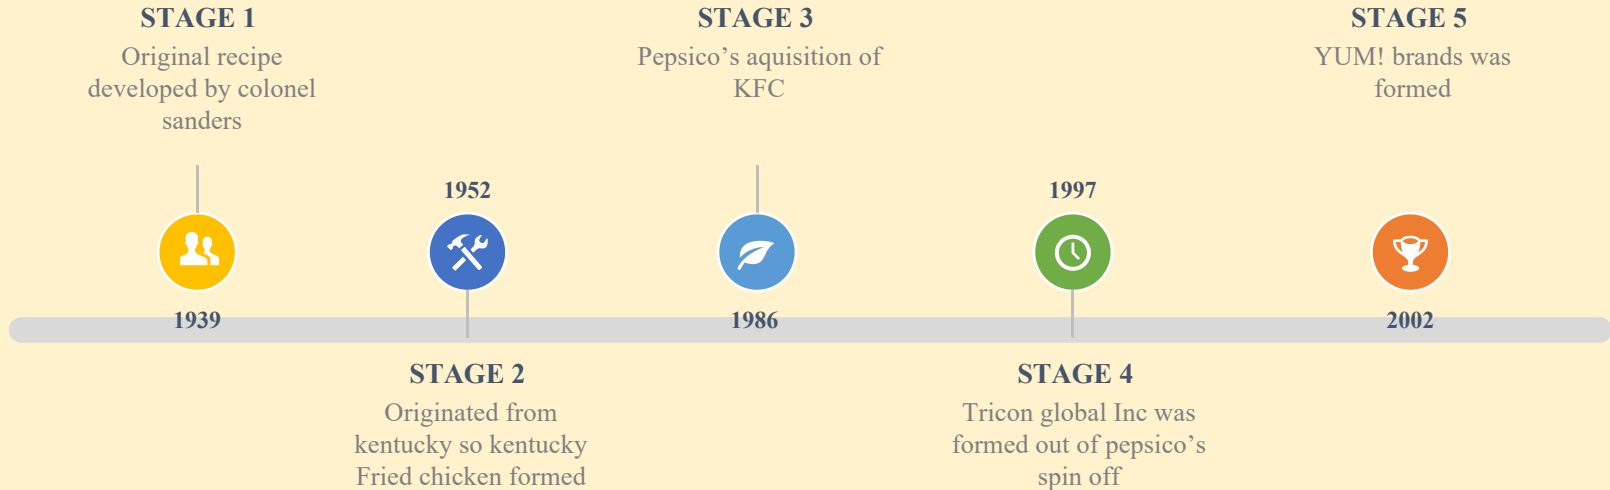 STAGE 1
Original recipe
developed by colonel
sanders
1939
1952
STAGE 2
Originated from
kentucky so kentucky
Fried chicken formed
STAGE 3
Pepsico’s aquisition of
KFC
1986
1997
STAGE 4
Tricon global Inc was
formed out of pepsico’s
spin off
STAGE 5
YUM! brands was
formed
2002